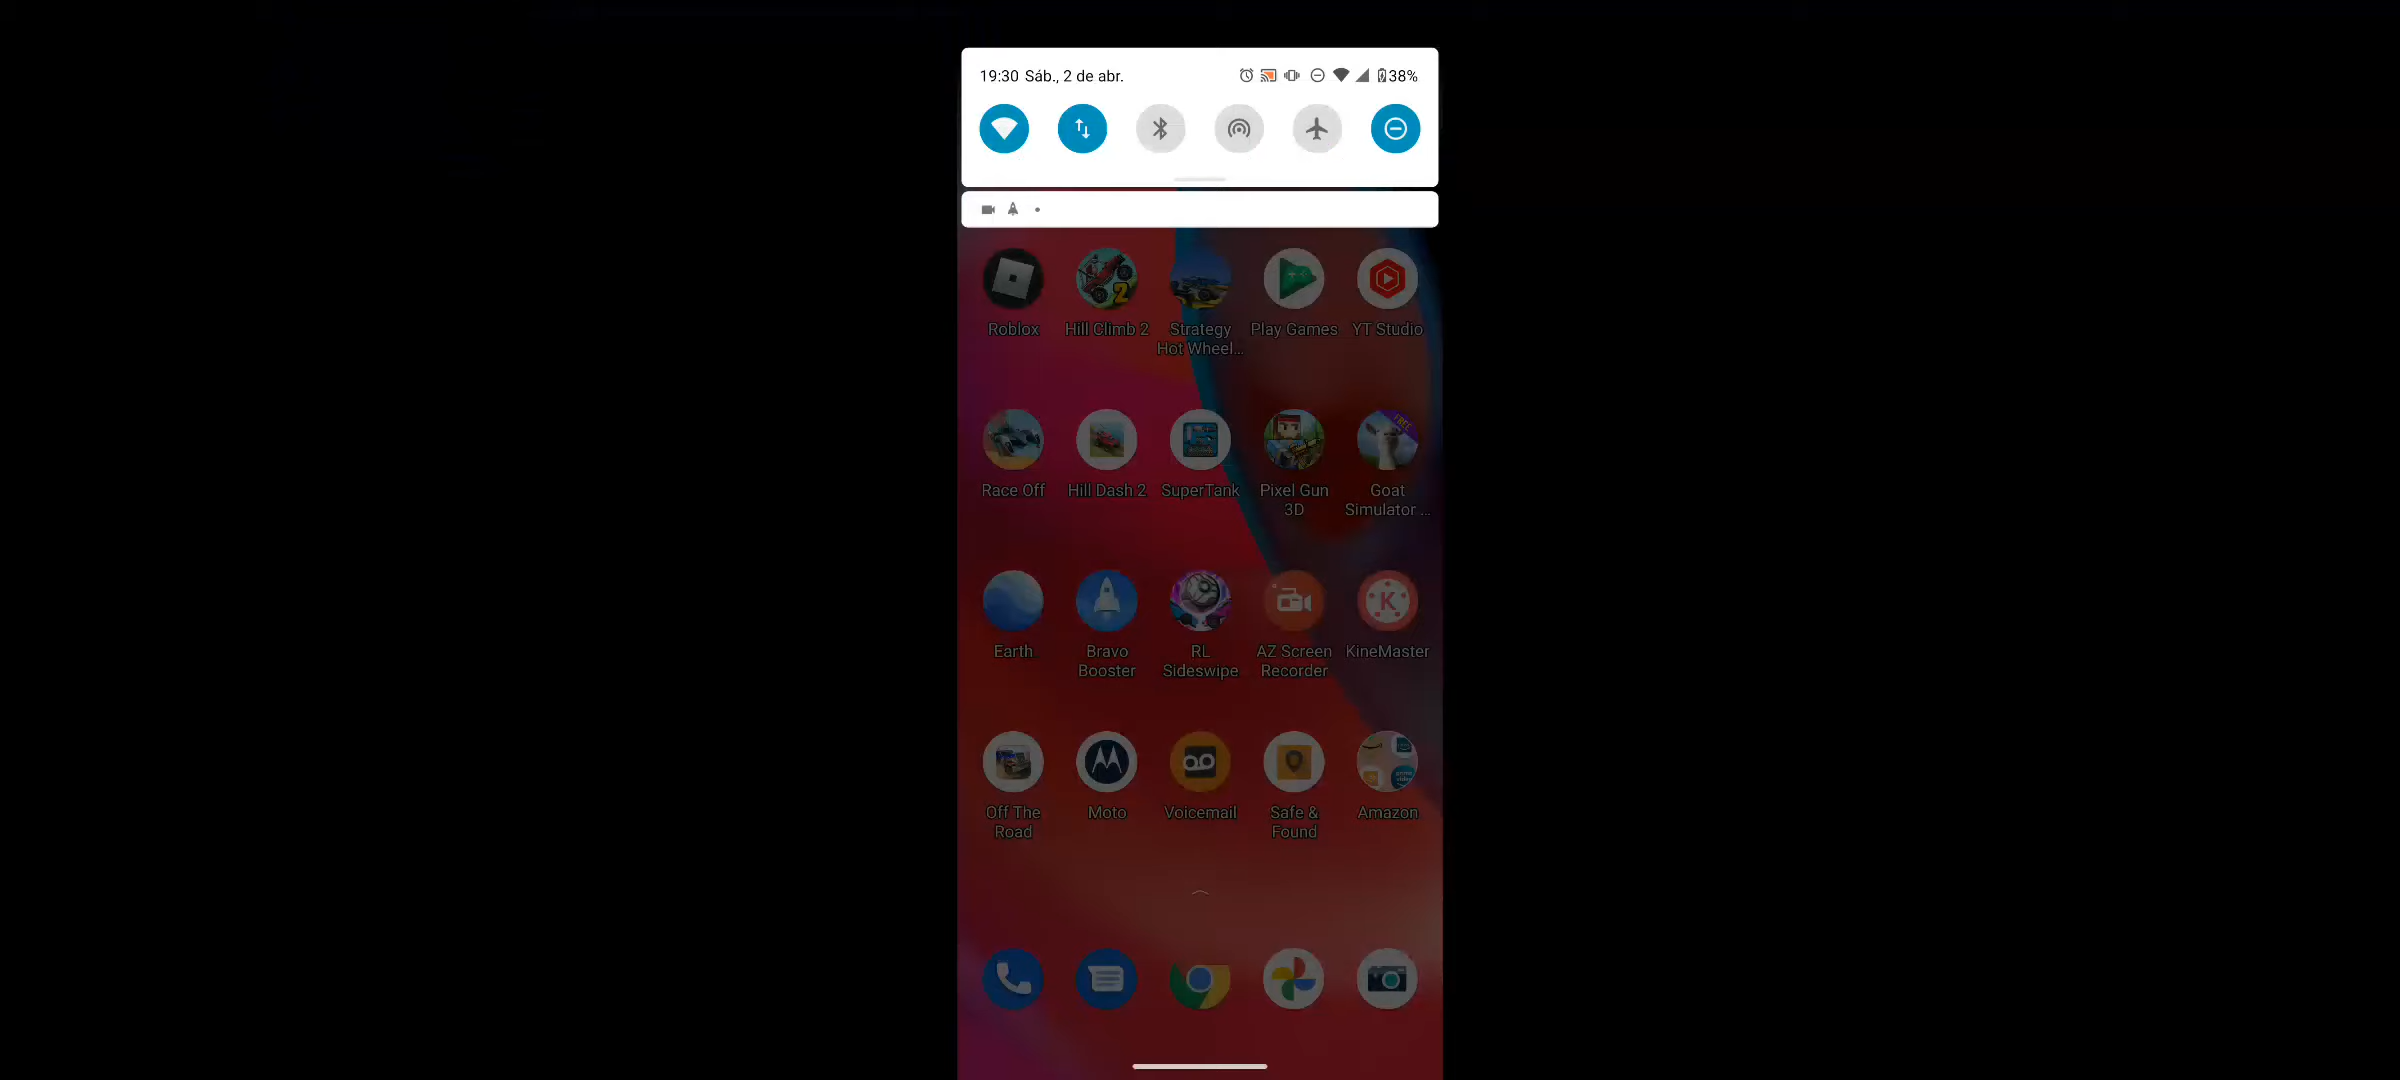 19:30 Sáb., 2 de abr.
38%
Roblox
Hill Climb 2
Strategy
Hot Wheel...
Play Games
YT Studio
Race Off
Hill Dash 2
SuperTank
Pixel Gun
3D
Goat
Simulator ...
Earth
Bravo
Booster
RL
Sideswipe
AZ Screen
Recorder
KineMaster
Off The
Road
Moto
Voicemail
Safe &
Found
Amazon